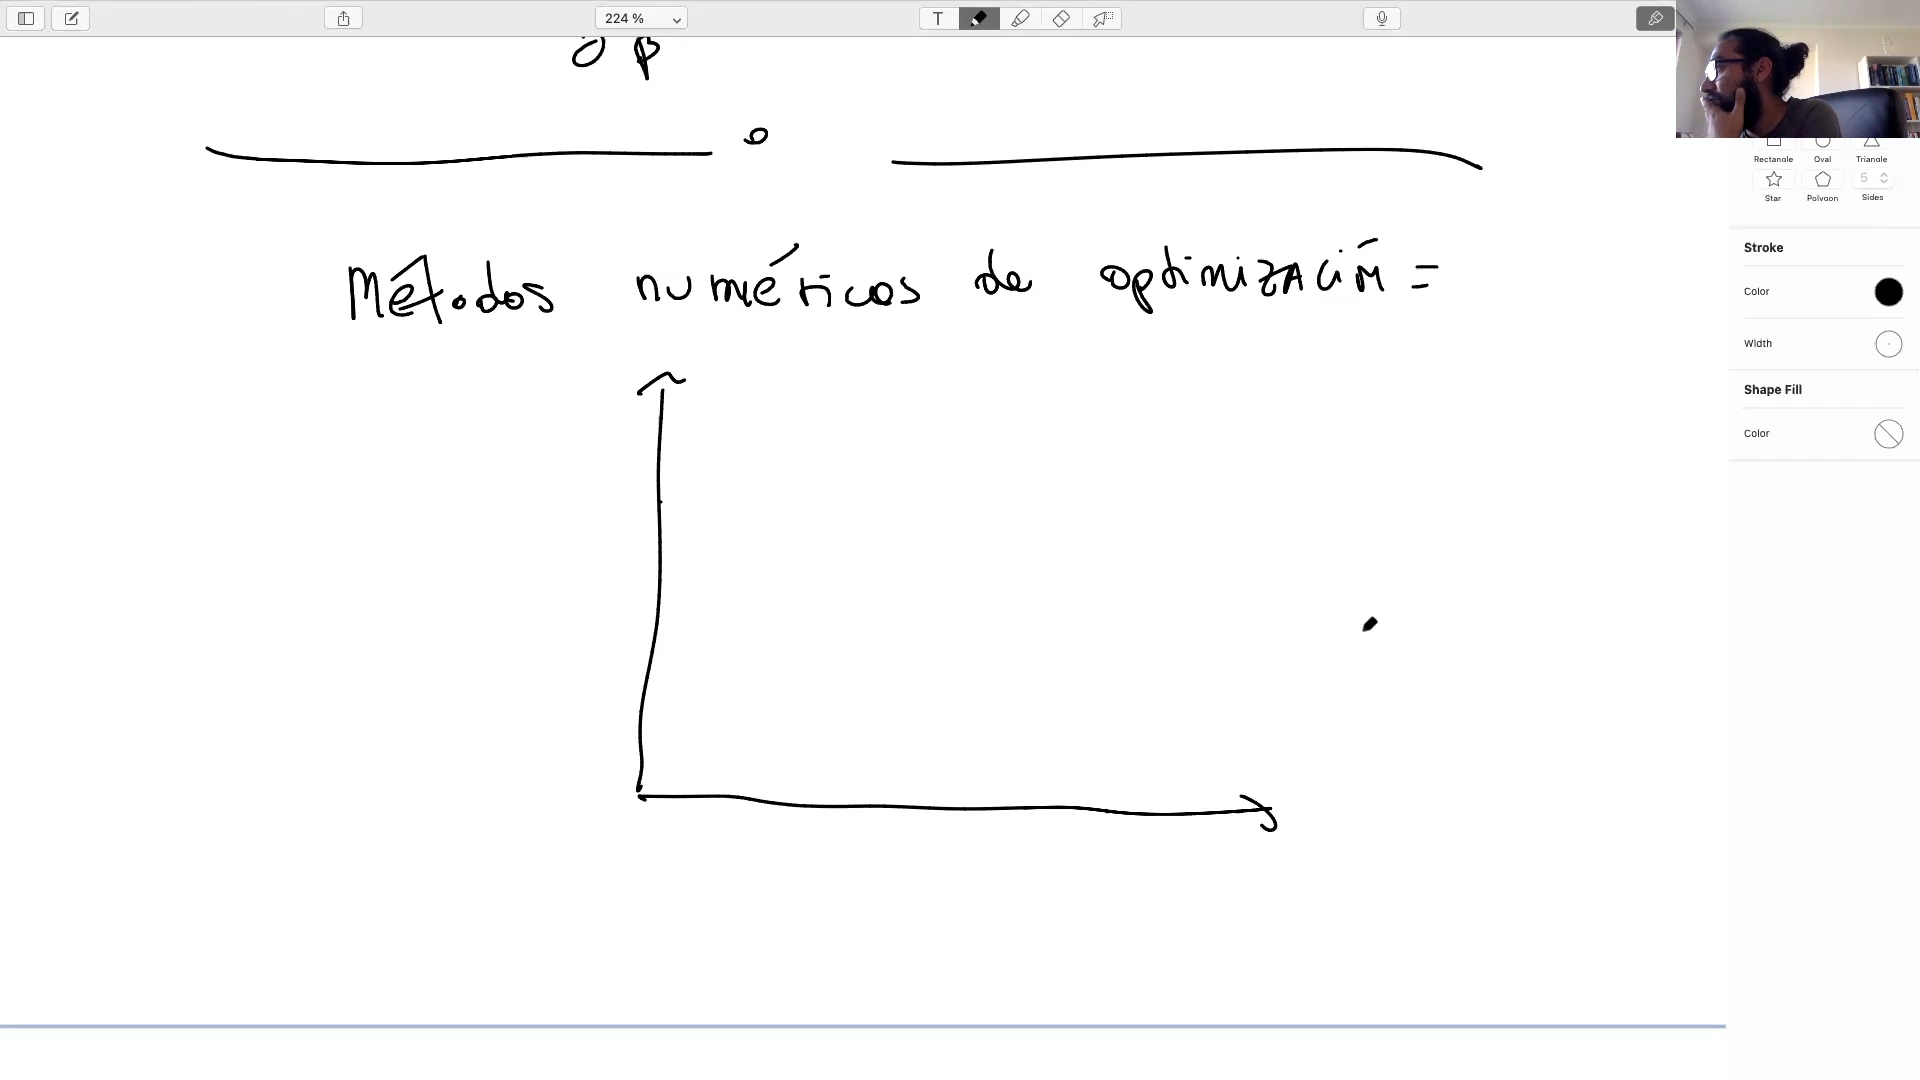 224 %
T
∂ β
Rectangle Oval Triangle
5
Star Polygon Sides
Métodos numéricos de optimización =
Stroke
Color
Width
Shape Fill
Color